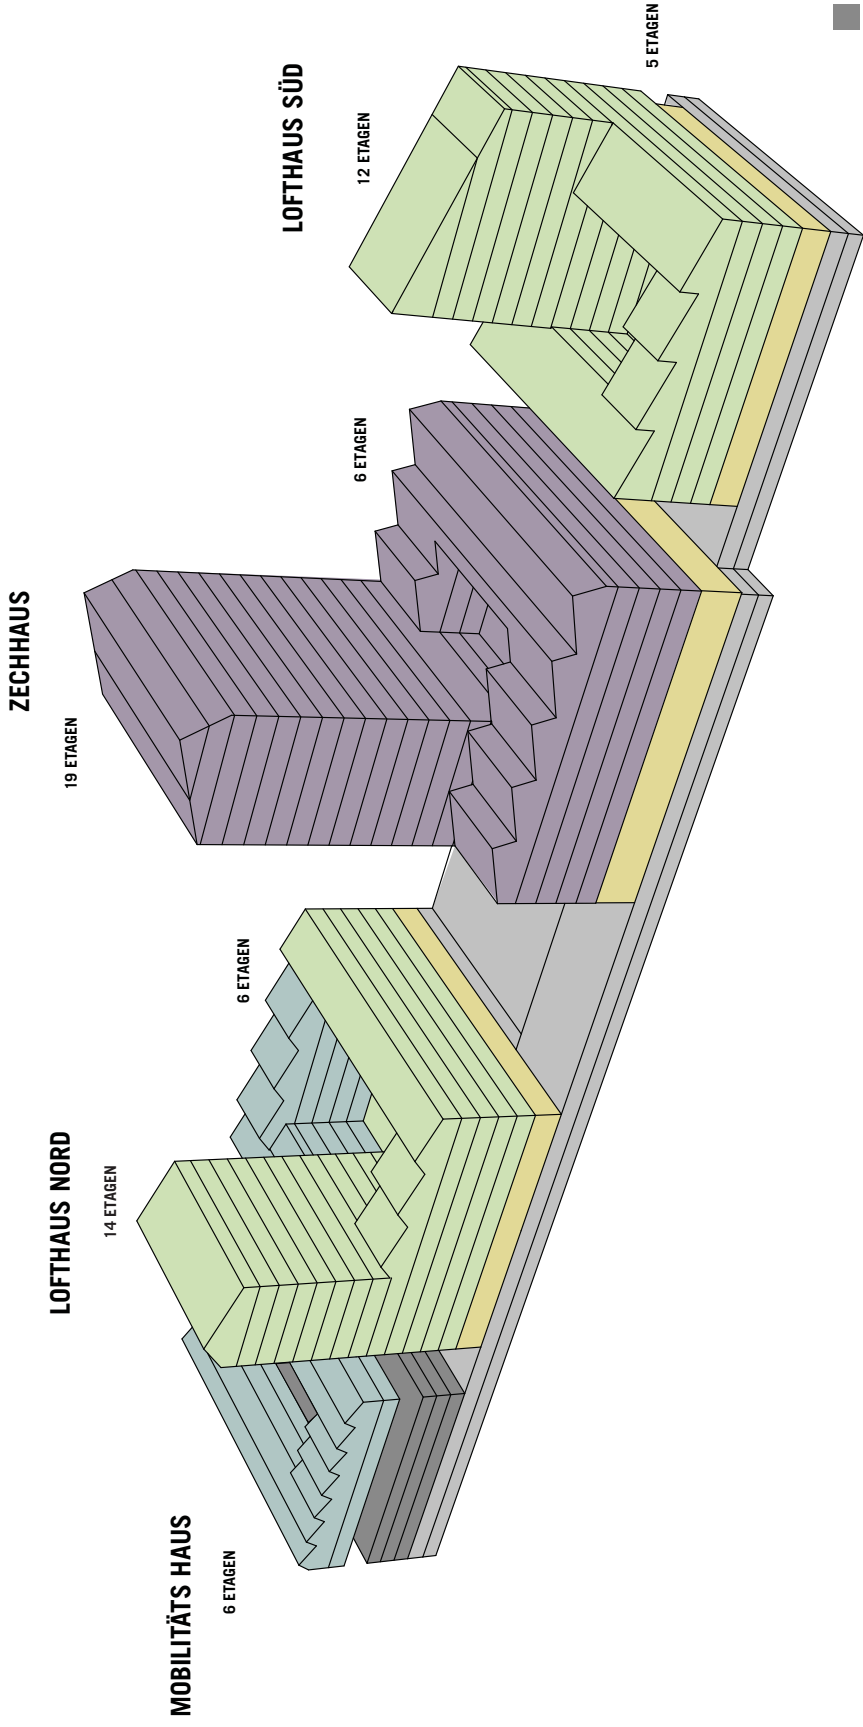 MOBILITÄTS HAUS
6 ETAGEN
LOFTHAUS NORD
14 ETAGEN
6 ETAGEN
ZECHHAUS
19 ETAGEN
6 ETAGEN
LOFTHAUS SÜD
12 ETAGEN
5 ETAGEN